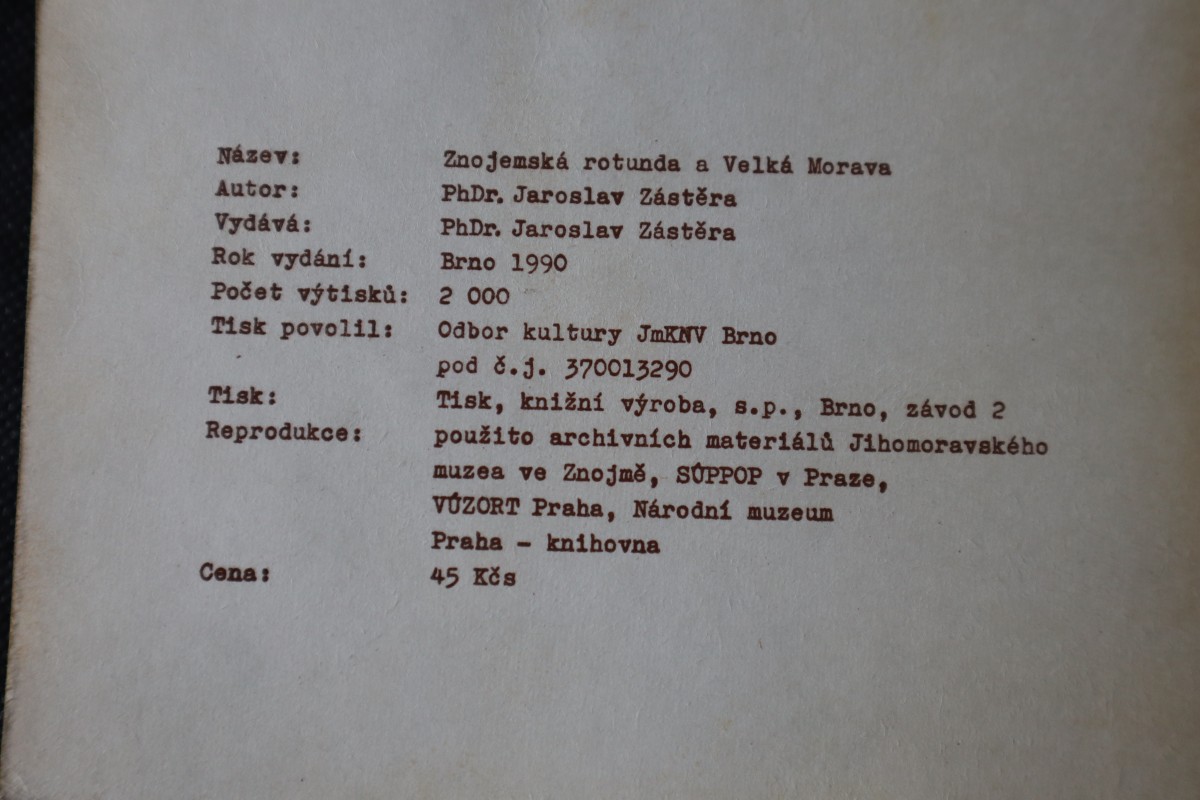 Název: Znojemská rotunda a Velká Morava
Autor: PhDr. Jaroslav Zástěra
Vydává: PhDr. Jaroslav Zástěra
Rok vydání: Brno 1990
Počet výtisků: 2 000
Tisk povolil: Odbor kultury JmKNV Brno
pod č.j. 370013290
Tisk: Tisk, knižní výroba, s.p., Brno, závod 2
Reprodukce: použito archivních materiálů Jihomoravského
muzea ve Znojmě, SÚPPOP v Praze,
VÚZORT Praha, Národní muzeum
Praha - knihovna
Cena: 45 Kčs